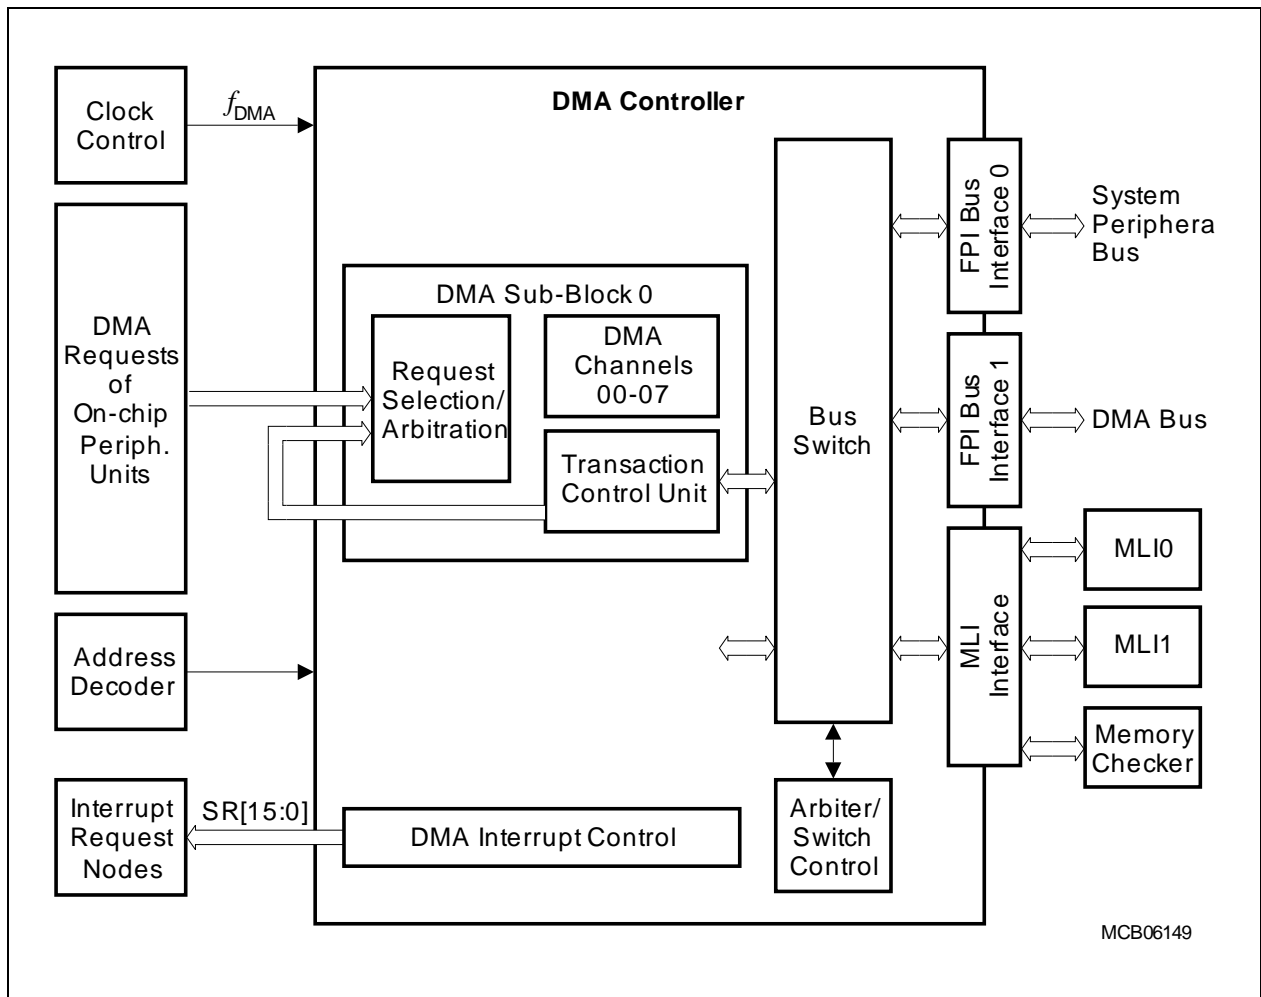 Clock
Control
fDMA
DMA Controller
DMA
Requests
of
On-chip
Periph.
Units
DMA Sub-Block 0
Request
Selection/
Arbitration
DMA
Channels
00-07
Transaction
Control Unit
Bus
Switch
FPI Bus
Interface 0
System
Periphera
Bus
FPI Bus
Interface 1
DMA Bus
MLI
Interface
MLI0
MLI1
Memory
Checker
Address
Decoder
Interrupt
Request
Nodes
SR[15:0]
DMA Interrupt Control
Arbiter/
Switch
Control
MCB06149